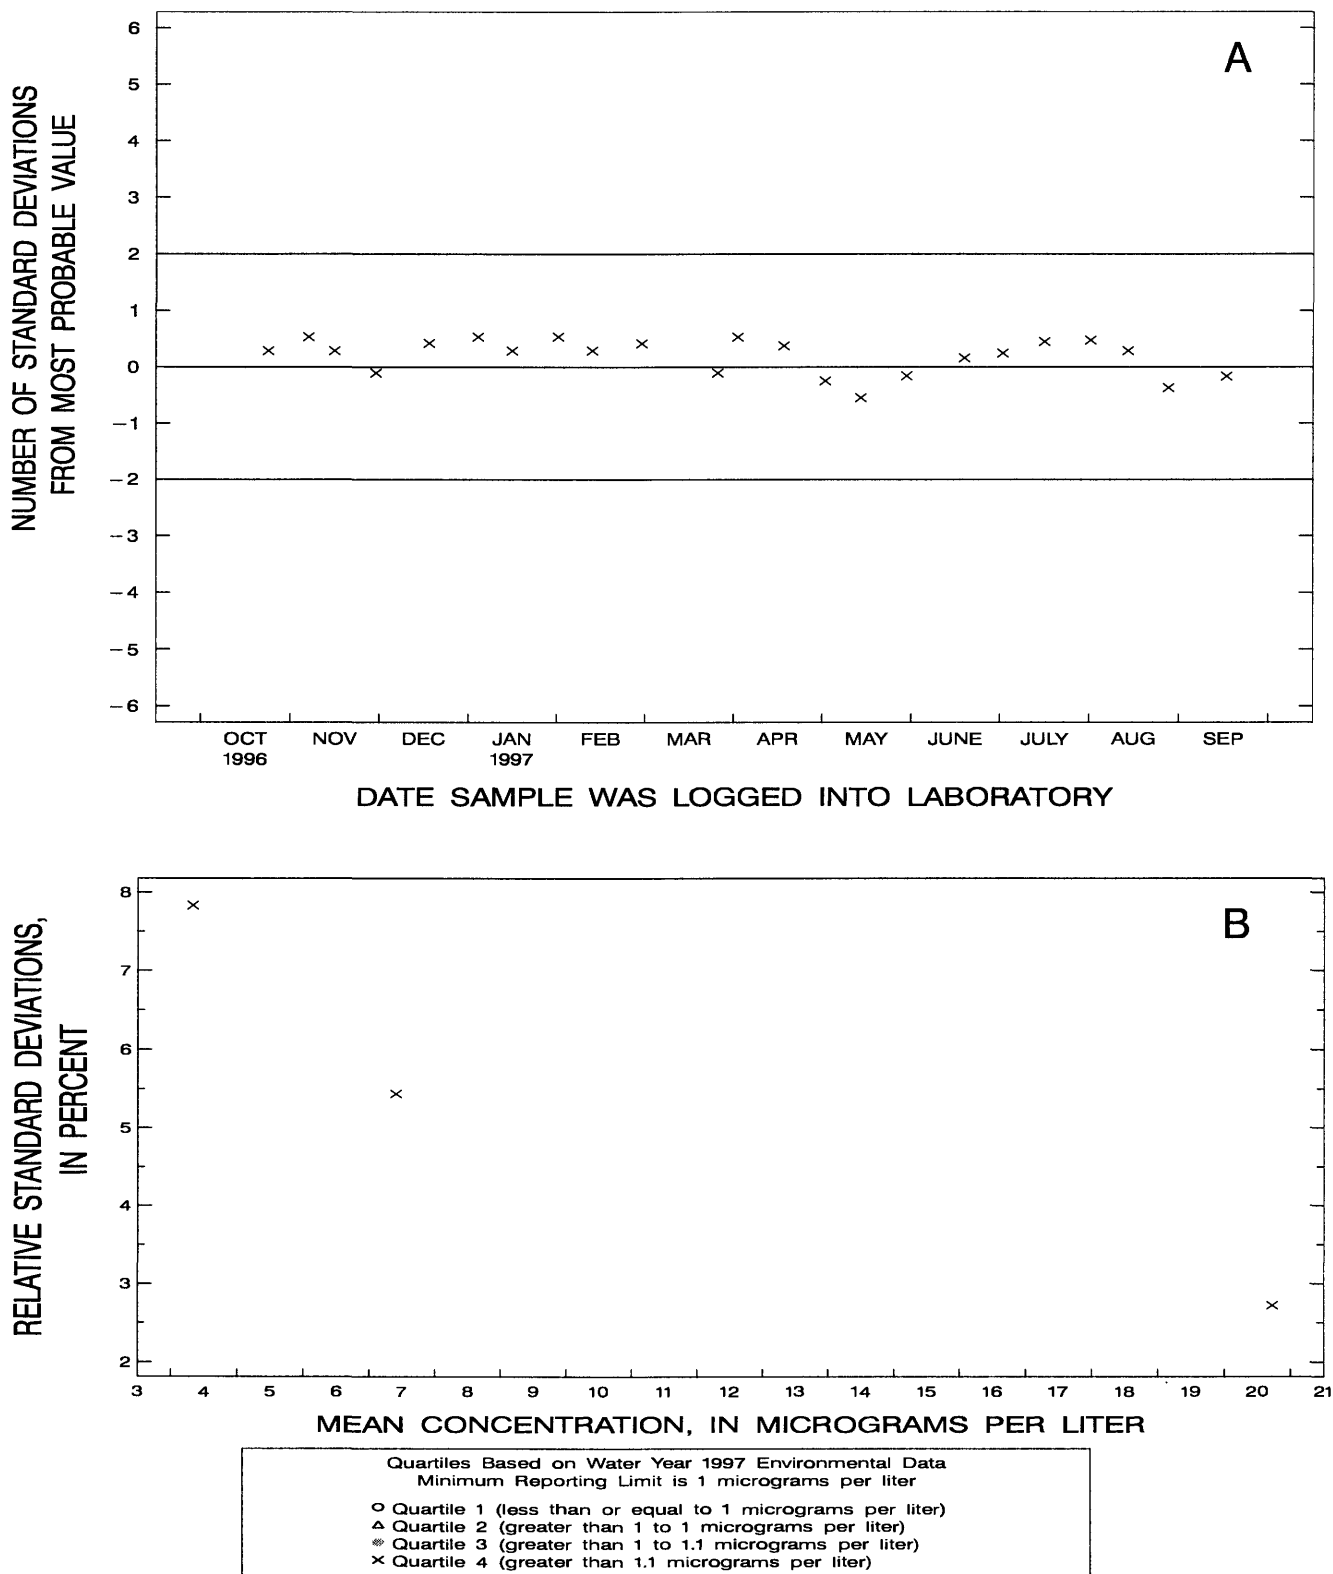 A
NUMBER OF STANDARD DEVIATIONS
FROM MOST PROBABLE VALUE
6
5
4
3
2
1
0
−1
−2
−3
−4
−5
−6
OCT NOV DEC JAN FEB MAR APR MAY JUNE JULY AUG SEP
1996 1997
DATE SAMPLE WAS LOGGED INTO LABORATORY
B
RELATIVE STANDARD DEVIATIONS,
IN PERCENT
8
7
6
5
4
3
2
3 4 5 6 7 8 9 10 11 12 13 14 15 16 17 18 19 20 21
MEAN CONCENTRATION, IN MICROGRAMS PER LITER
Quartiles Based on Water Year 1997 Environmental Data
Minimum Reporting Limit is 1 micrograms per liter
Quartile 1 (less than or equal to 1 micrograms per liter)
Quartile 2 (greater than 1 to 1 micrograms per liter)
Quartile 3 (greater than 1 to 1.1 micrograms per liter)
Quartile 4 (greater than 1.1 micrograms per liter)